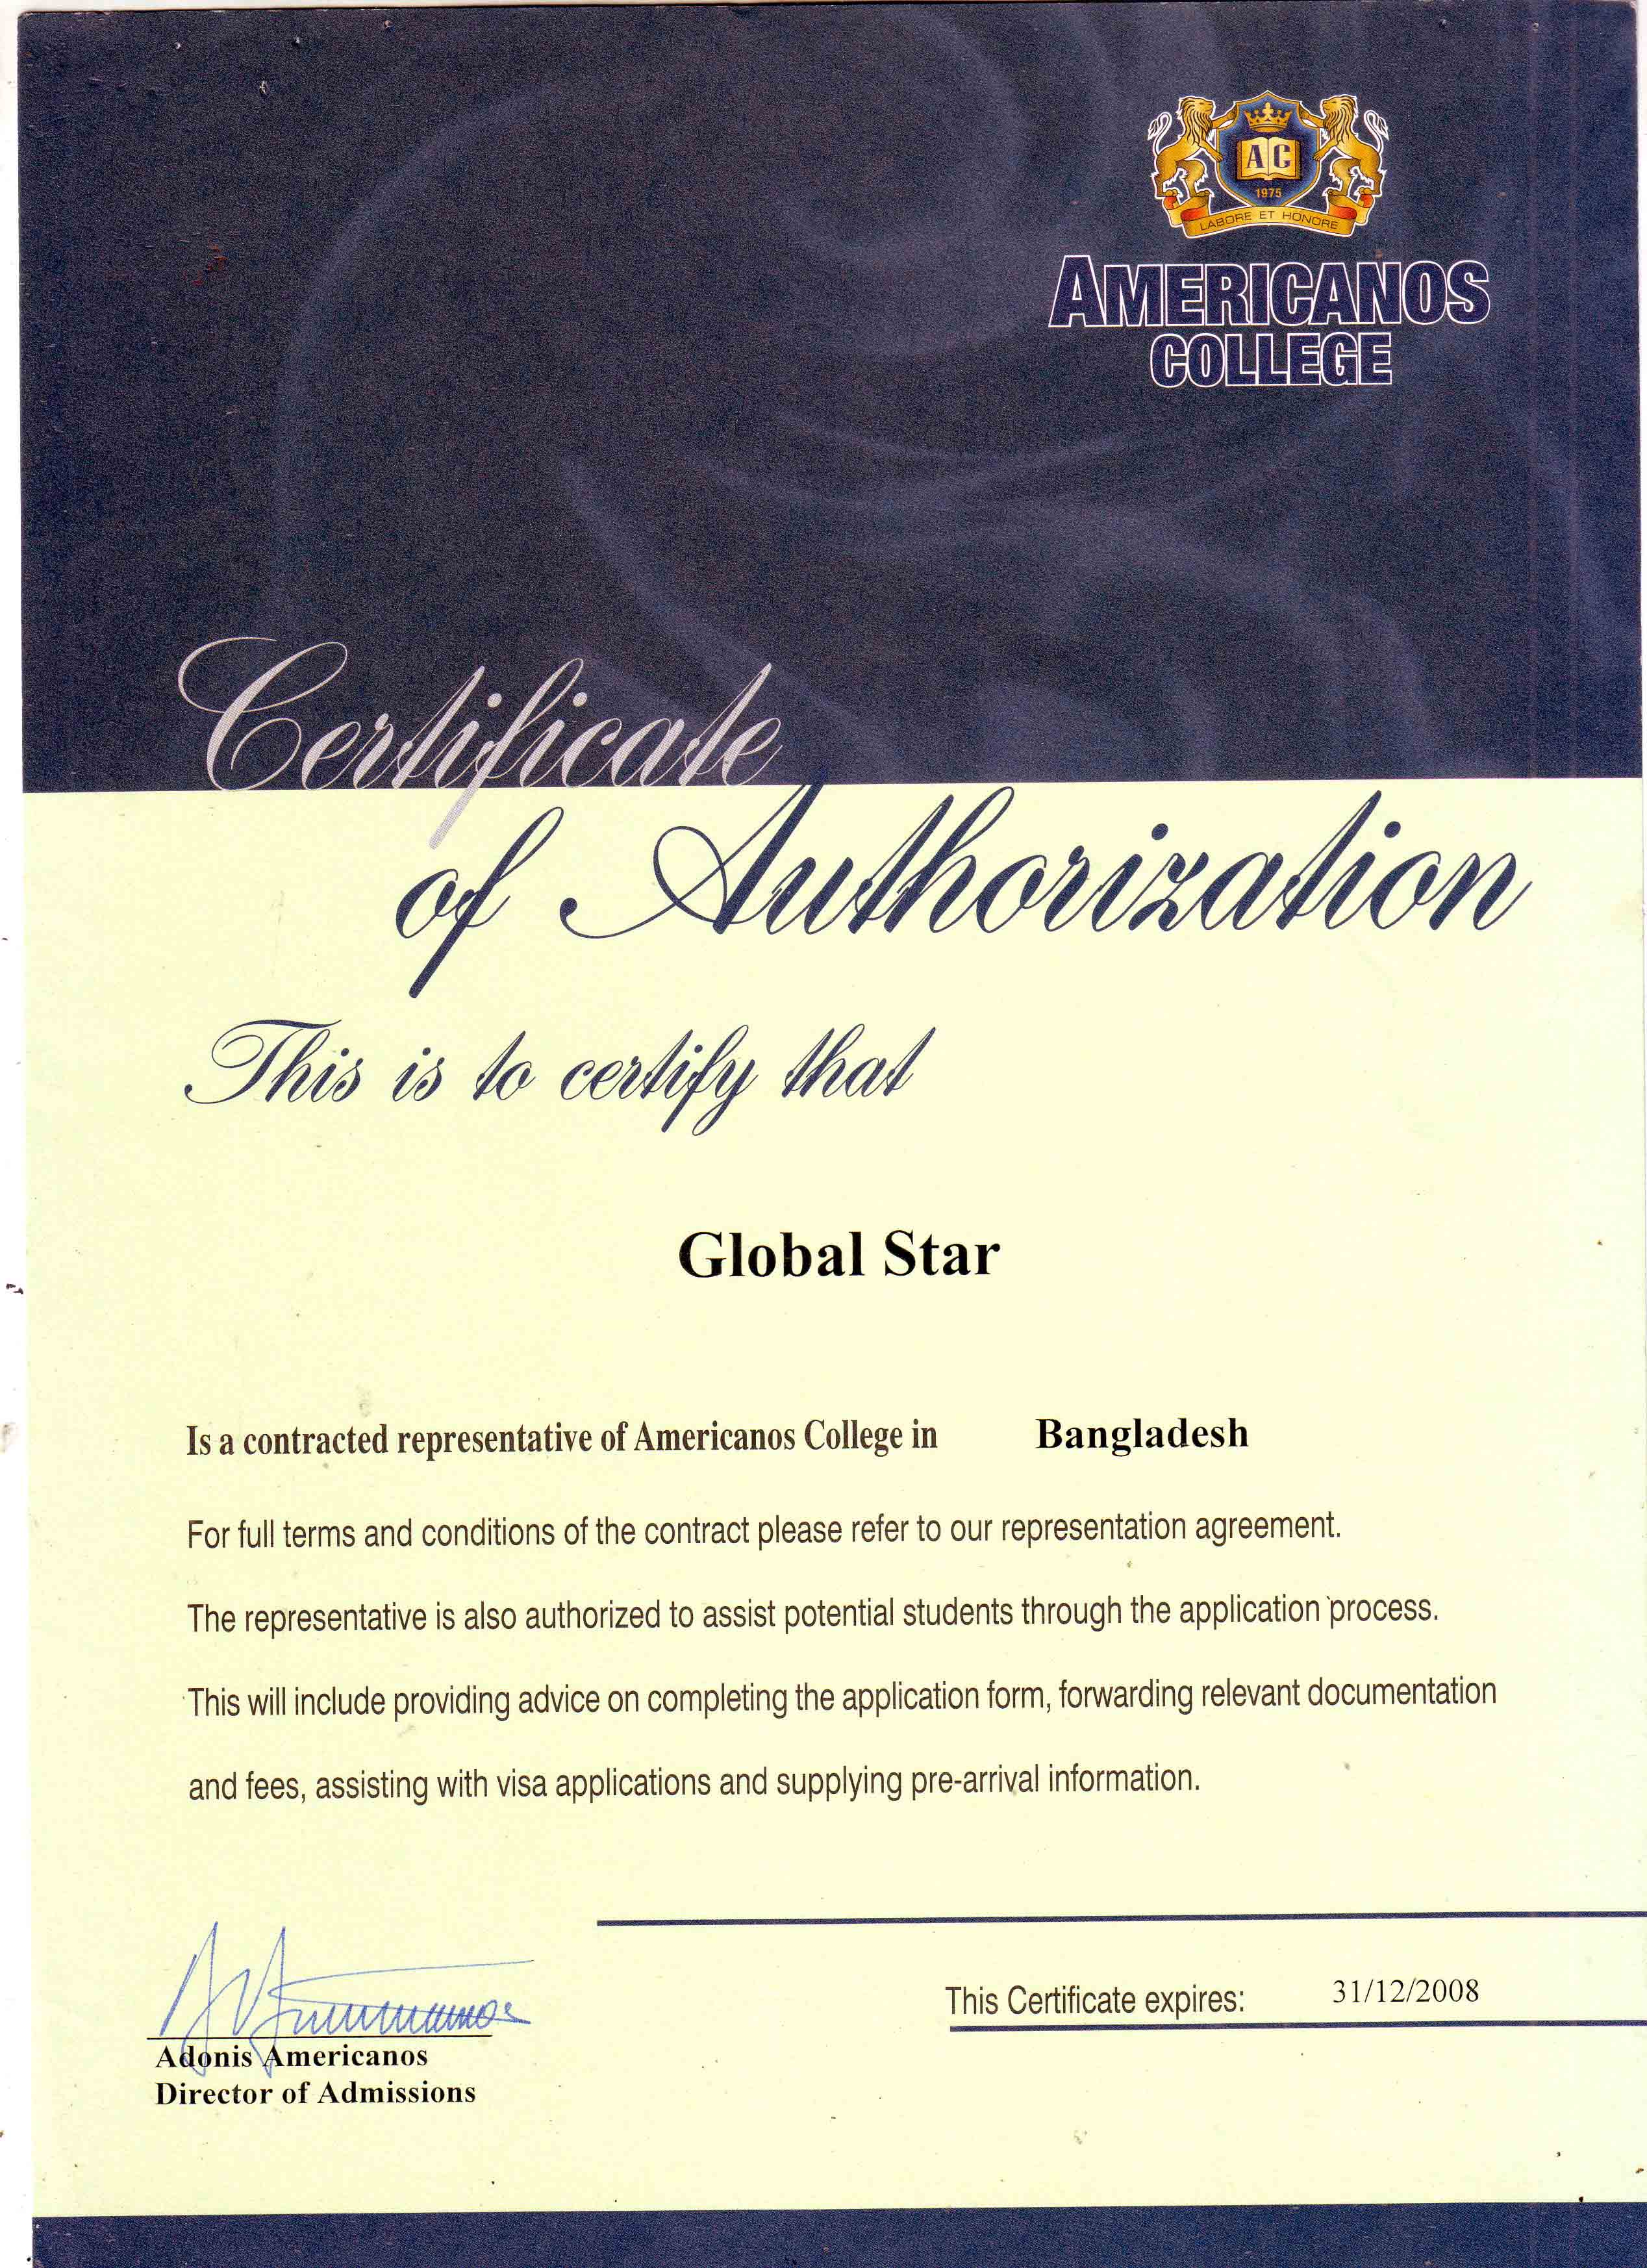 AC
1975
LABORE ET HONORE
AMERICANOS
COLLEGE
Certificate
of Authorization
This is to certify that
Global Star
Is a contracted representative of Americanos College in Bangladesh
For full terms and conditions of the contract please refer to our representation agreement.
The representative is also authorized to assist potential students through the application process.
This will include providing advice on completing the application form, forwarding relevant documentation
and fees, assisting with visa applications and supplying pre-arrival information.
This Certificate expires: 31/12/2008
Adonis Americanos
Director of Admissions